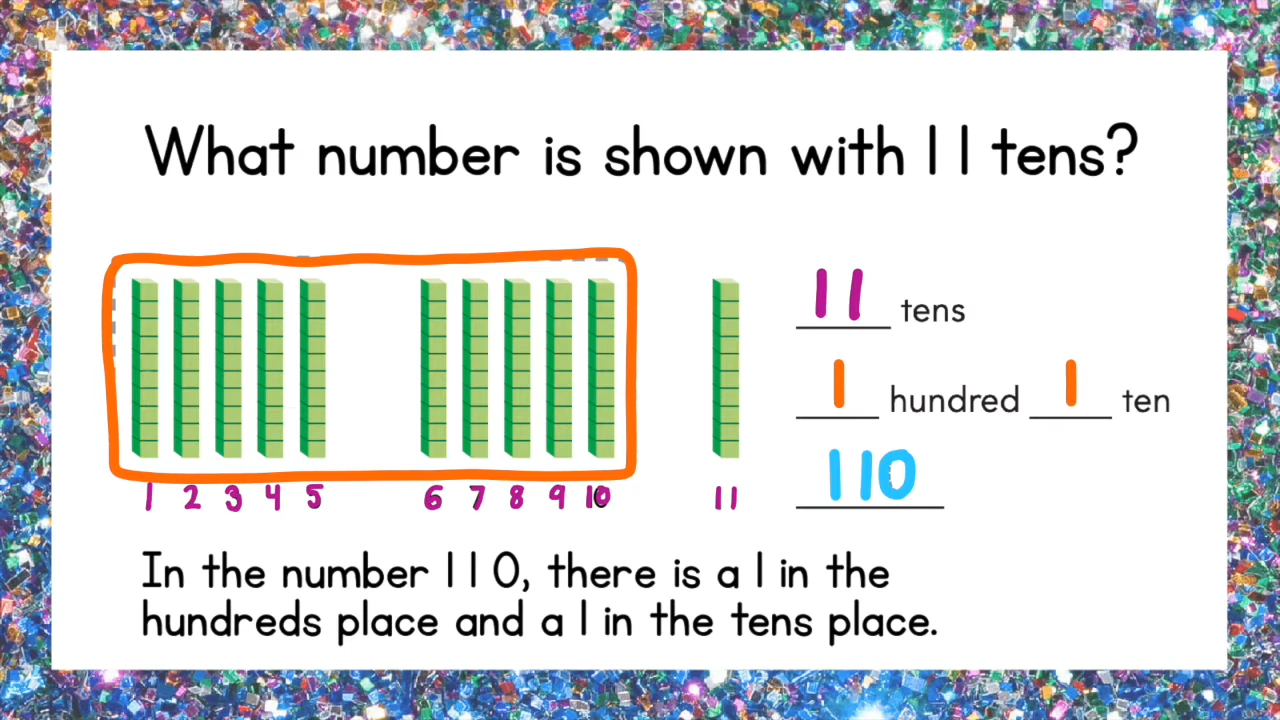 What number is shown with 11 tens?
11 tens
1 hundred 1 ten
110
1 2 3 4 5 6 7 8 9 10 11
In the number 110, there is a 1 in the
hundreds place and a 1 in the tens place.